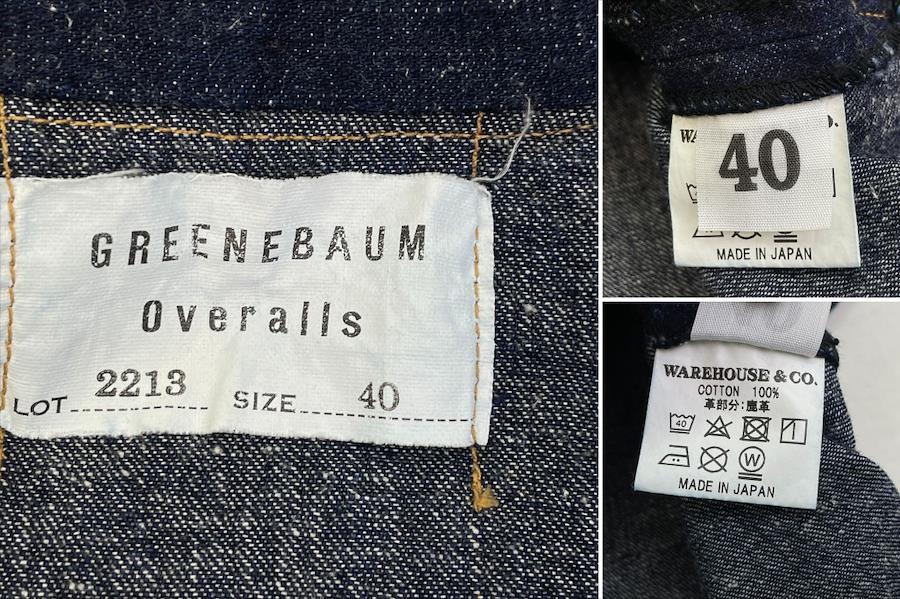 GREENEBAUM
Overalls
LOT 2213 SIZE 40
40
MADE IN JAPAN
WAREHOUSE & CO.
COTTON 100%
革部分：鹿革
40
MADE IN JAPAN